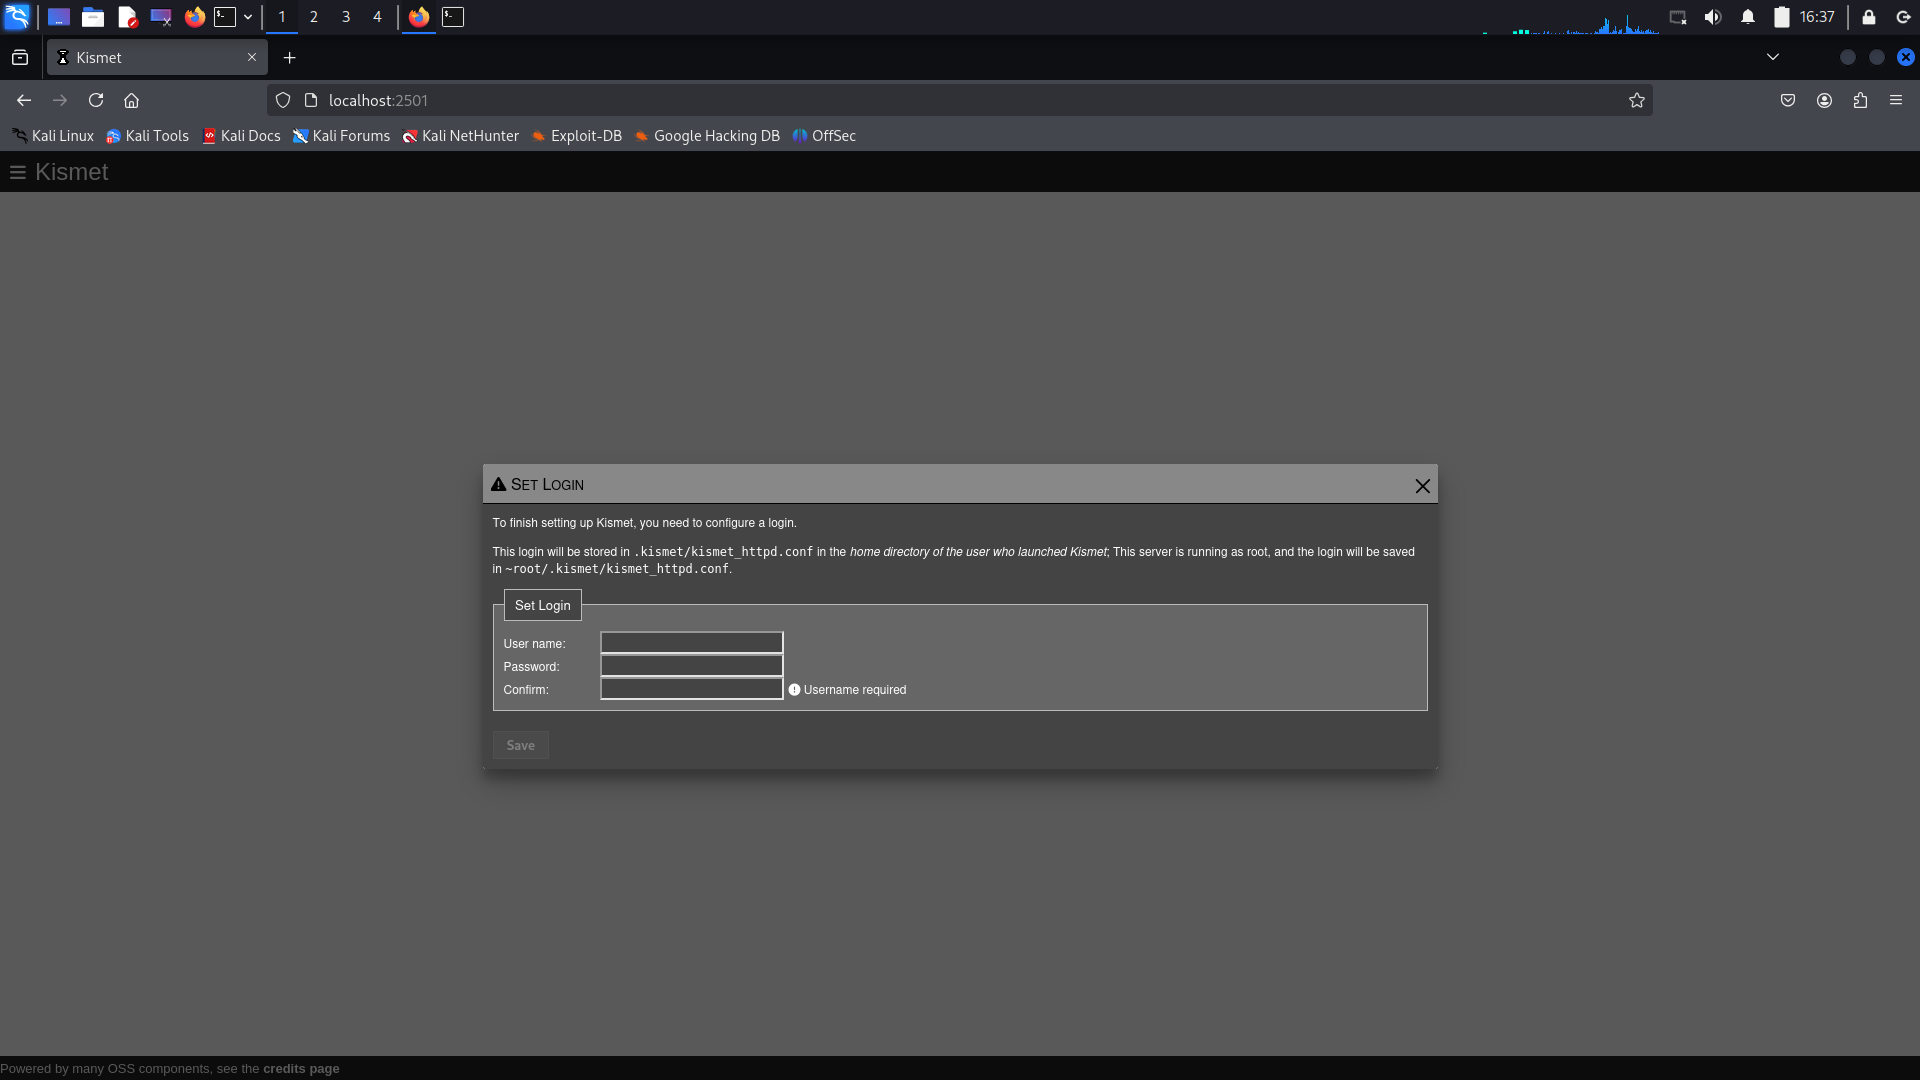 1 2 3 4
16:37
Kismet
localhost:2501
Kali Linux Kali Tools Kali Docs Kali Forums Kali NetHunter Exploit-DB Google Hacking DB OffSec
Kismet
SET LOGIN
To finish setting up Kismet, you need to configure a login.
This login will be stored in .kismet/kismet_httpd.conf in the home directory of the user who launched Kismet; This server is running as root, and the login will be saved
in ~root/.kismet/kismet_httpd.conf.
Set Login
User name:
Password:
Confirm: Username required
Save
Powered by many OSS components, see the credits page